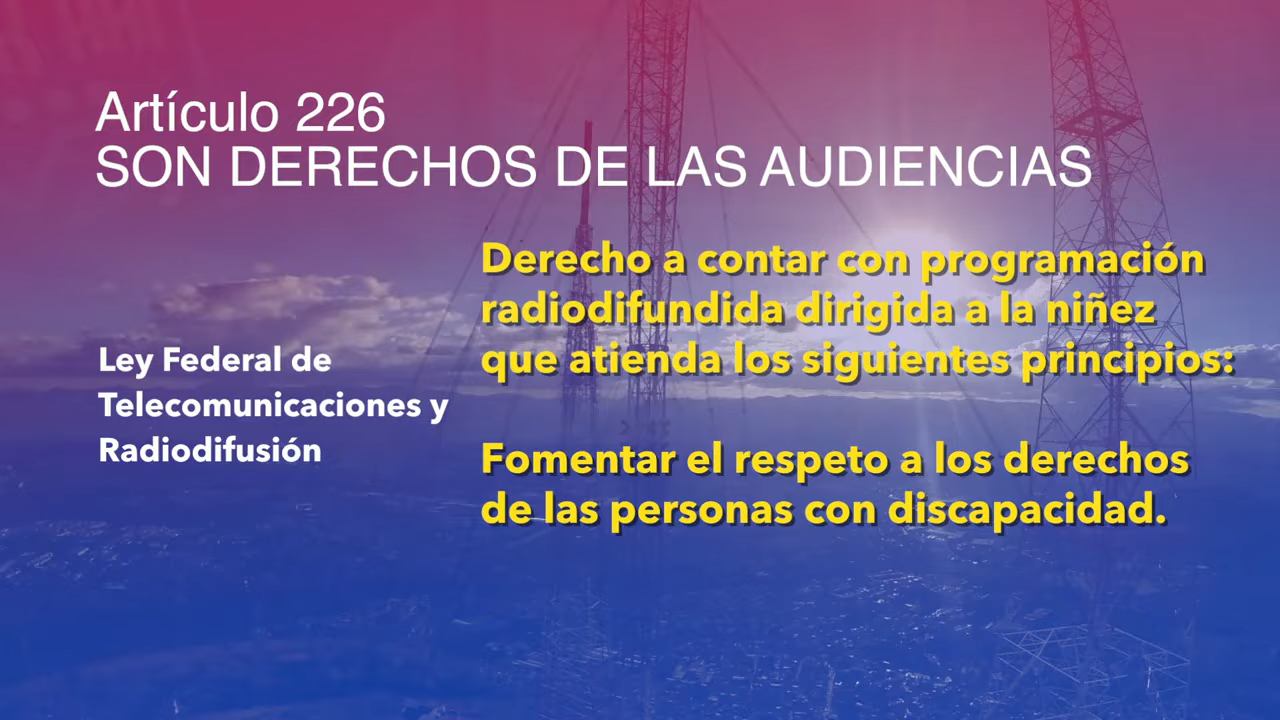 Artículo 226
SON DERECHOS DE LAS AUDIENCIAS
Ley Federal de
Telecomunicaciones y
Radiodifusión
Derecho a contar con programación
radiodifundida dirigida a la niñez
que atienda los siguientes principios:
Fomentar el respeto a los derechos
de las personas con discapacidad.